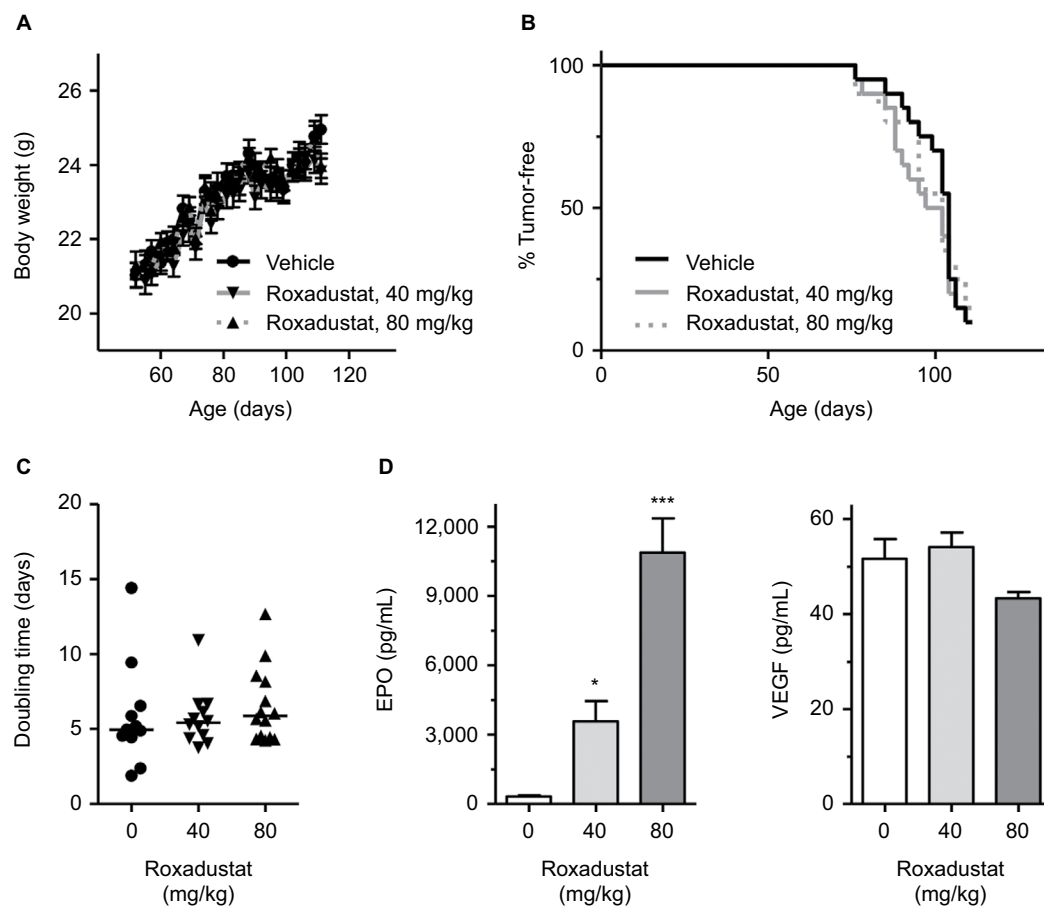 A
Body weight (g)
26
24
22
20
Vehicle
Roxadustat, 40 mg/kg
Roxadustat, 80 mg/kg
60
80
100
120
Age (days)
B
% Tumor-free
100
50
0
Vehicle
Roxadustat, 40 mg/kg
Roxadustat, 80 mg/kg
0
50
100
Age (days)
C
Doubling time (days)
20
15
10
5
0
0
40
80
Roxadustat
(mg/kg)
D
EPO (pg/mL)
12,000
9,000
6,000
3,000
0
*
***
0
40
80
Roxadustat
(mg/kg)
VEGF (pg/mL)
60
40
20
0
0
40
80
Roxadustat
(mg/kg)